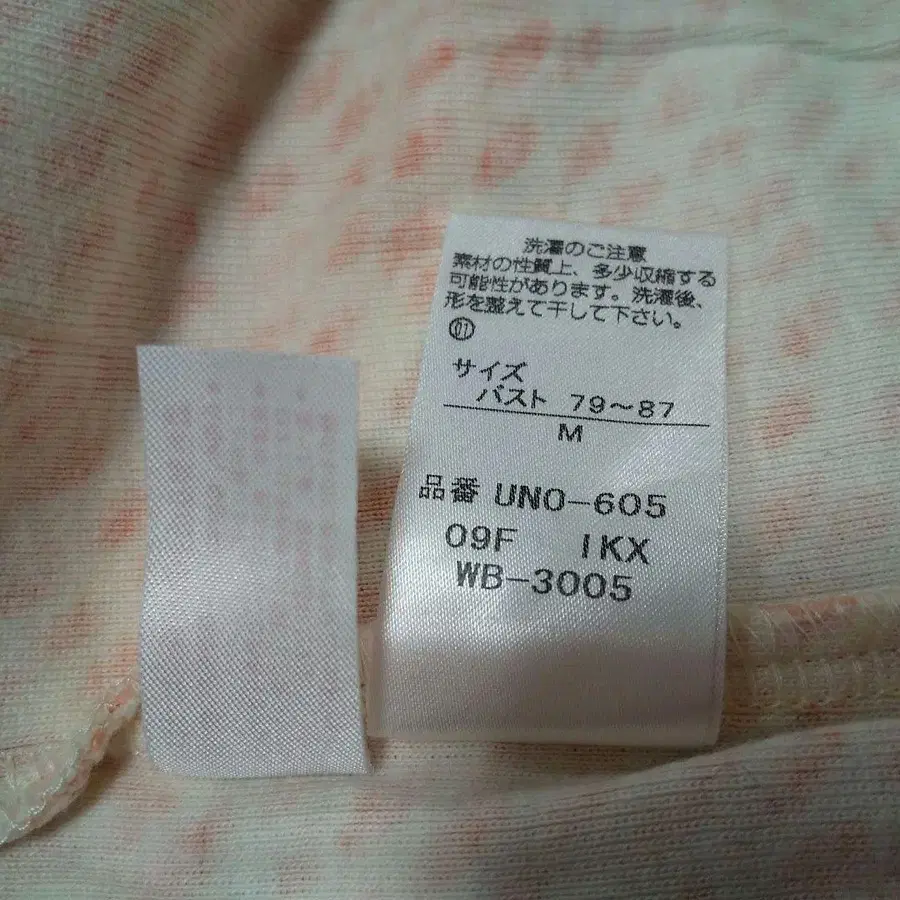 洗濯のご注意
素材の性質上、多少収縮する
可能性があります。洗濯後、
形を整えて干して下さい。
サイズ
バスト 79～87
M
品番 UNO-605
09F IKX
WB-3005